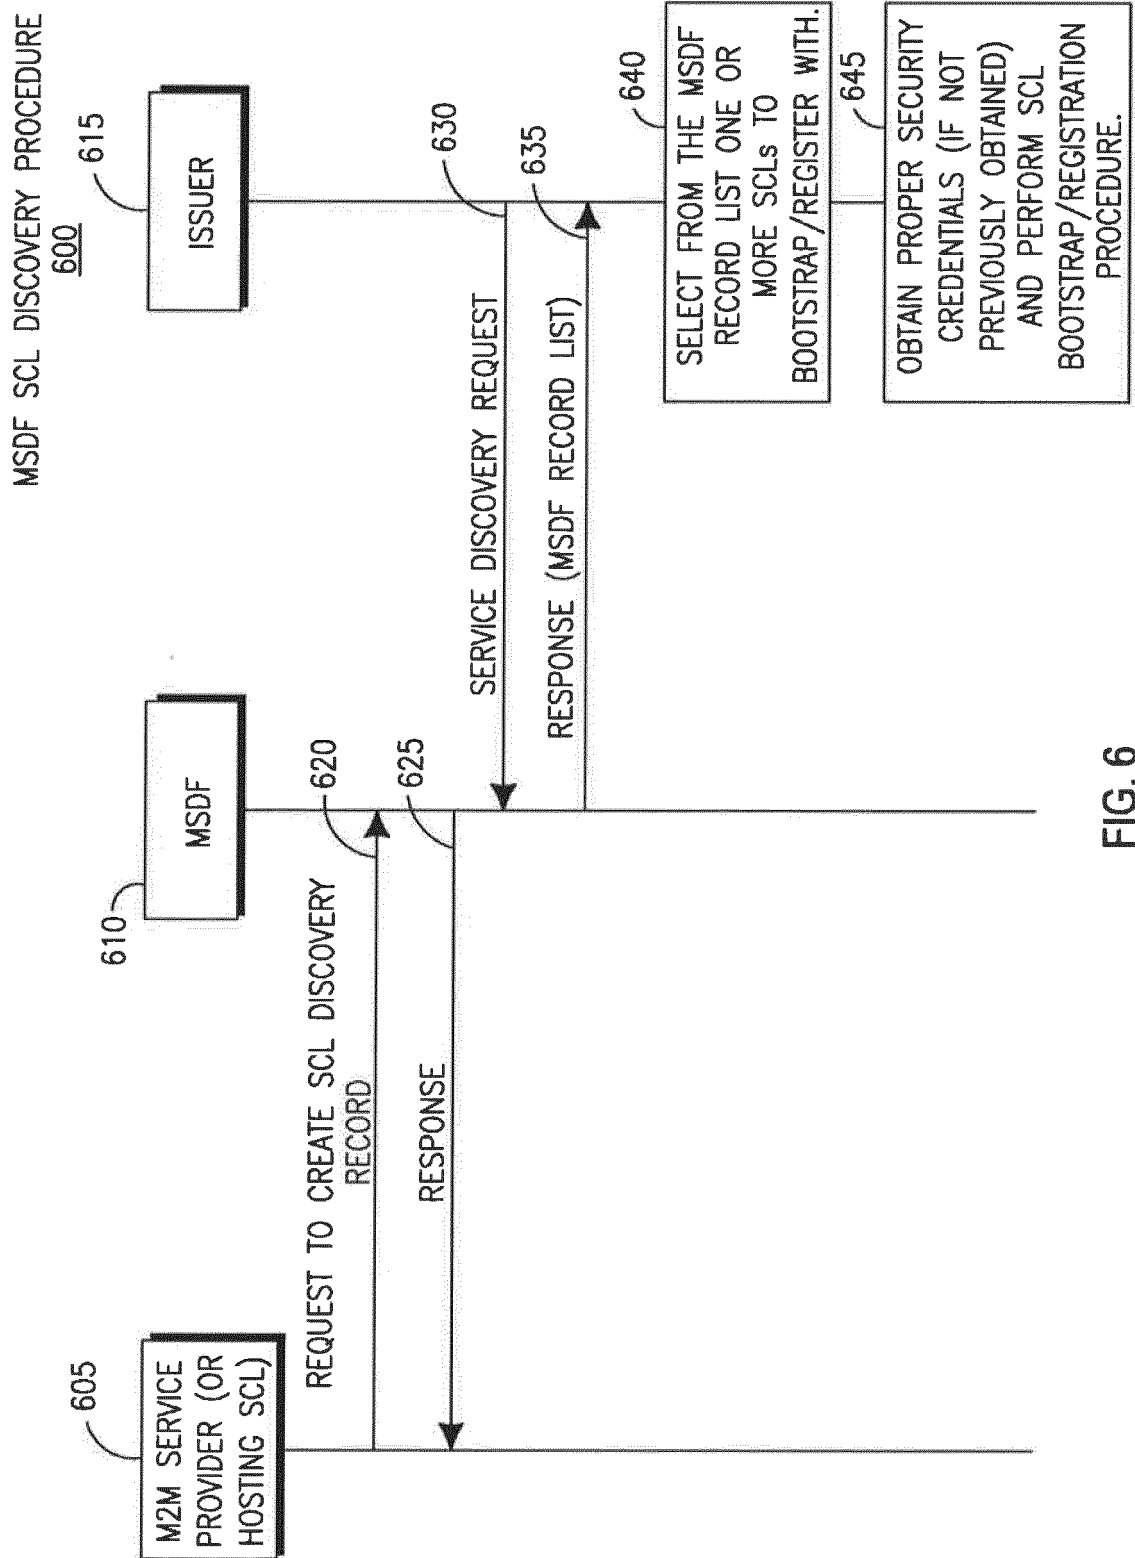 MSDF SCL DISCOVERY PROCEDURE
600
605
M2M SERVICE
PROVIDER (OR
HOSTING SCL)
610
MSDF
615
ISSUER
REQUEST TO CREATE SCL DISCOVERY
RECORD
620
RESPONSE
625
SERVICE DISCOVERY REQUEST
630
RESPONSE (MSDF RECORD LIST)
635
640
SELECT FROM THE MSDF
RECORD LIST ONE OR
MORE SCLs TO
BOOTSTRAP/REGISTER WITH.
645
OBTAIN PROPER SECURITY
CREDENTIALS (IF NOT
PREVIOUSLY OBTAINED)
AND PERFORM SCL
BOOTSTRAP/REGISTRATION
PROCEDURE.
FIG. 6